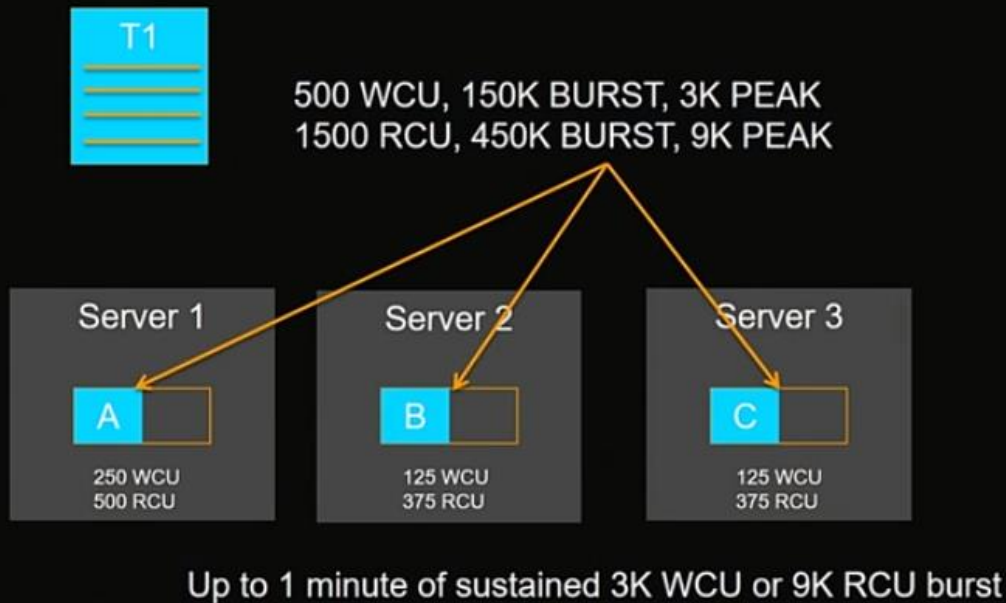 T1
500 WCU, 150K BURST, 3K PEAK
1500 RCU, 450K BURST, 9K PEAK
Server 1
A
250 WCU
500 RCU
Server 2
B
125 WCU
375 RCU
Server 3
C
125 WCU
375 RCU
Up to 1 minute of sustained 3K WCU or 9K RCU burst